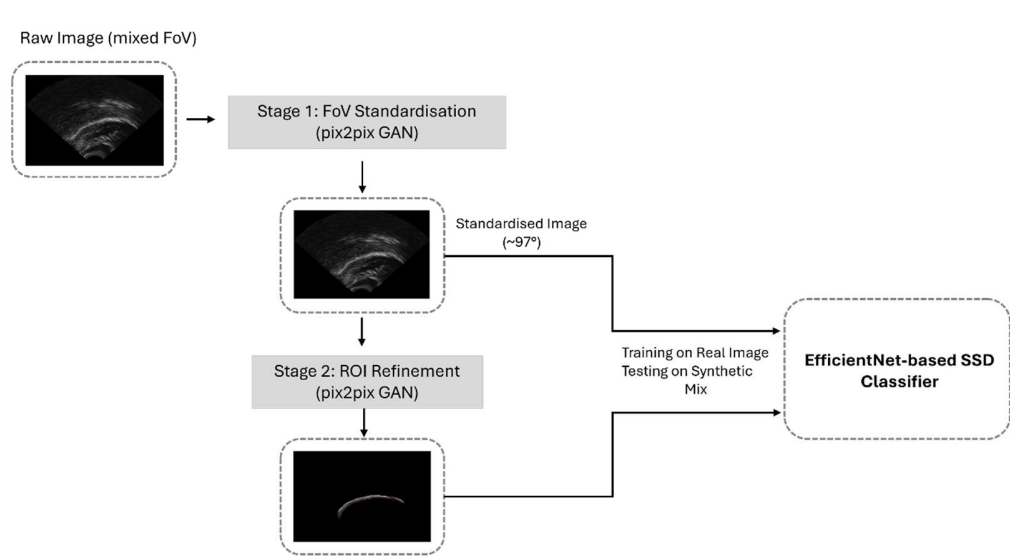 Raw Image (mixed FoV)
Stage 1: FoV Standardisation
(pix2pix GAN)
Standardised Image
(~97°)
Stage 2: ROI Refinement
(pix2pix GAN)
Training on Real Image
Testing on Synthetic
Mix
EfficientNet-based SSD
Classifier